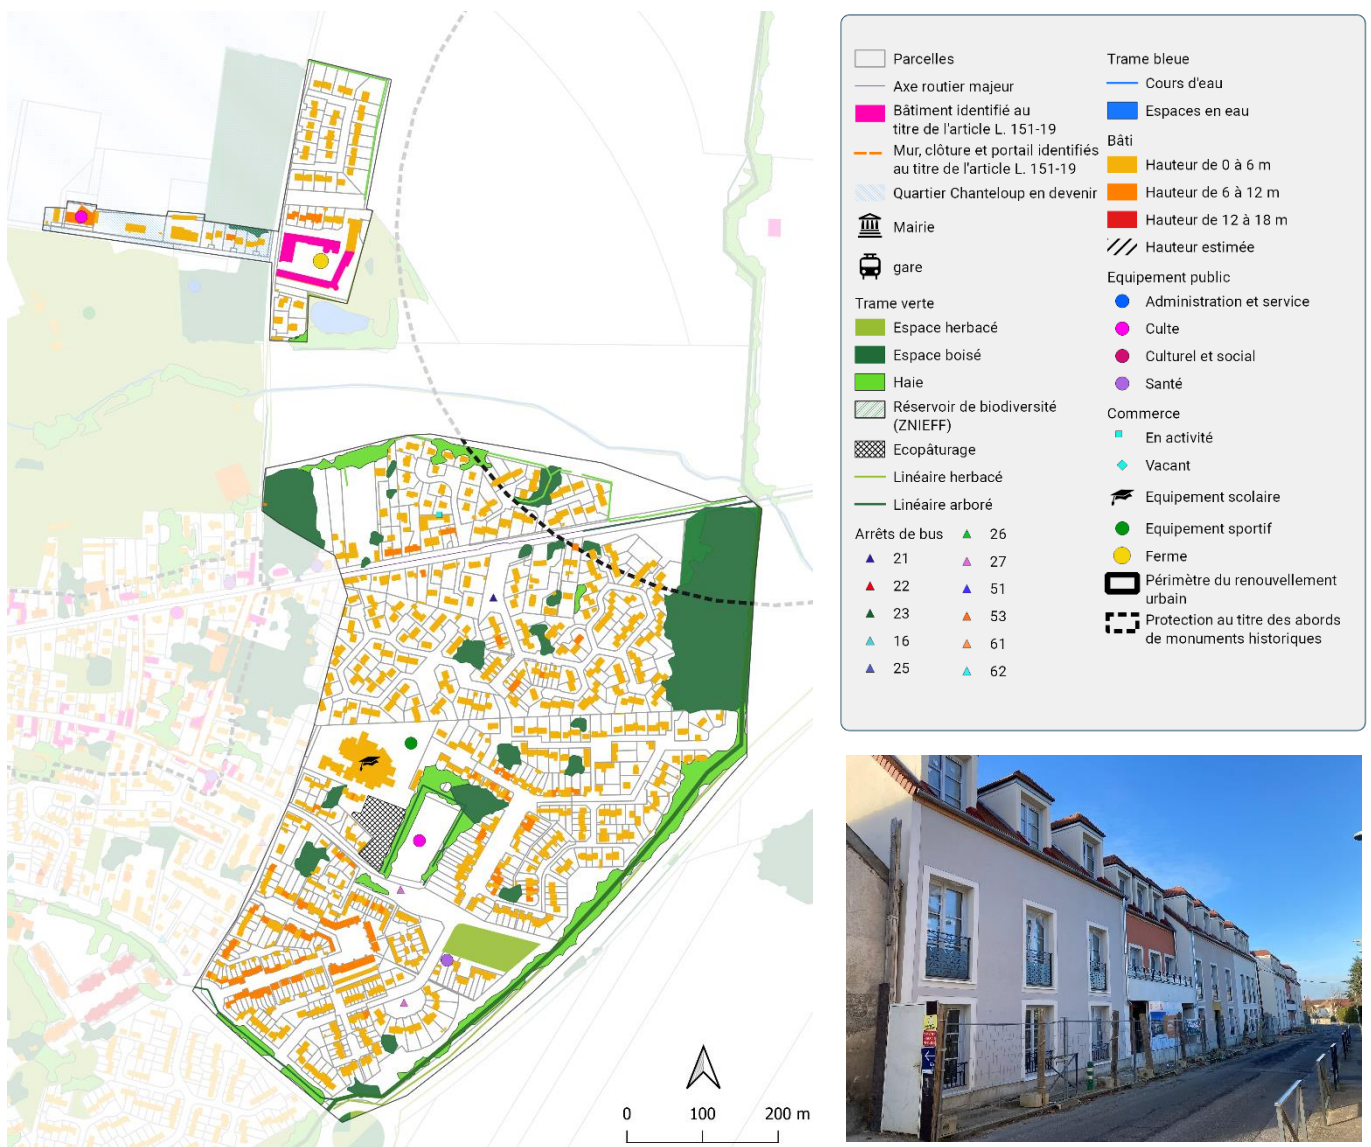 Parcelles
Axe routier majeur
Bâtiment identifié au
titre de l'article L. 151-19
Mur, clôture et portail identifiés
au titre de l'article L. 151-19
Quartier Chanteloup en devenir
Mairie
gare
Trame verte
Espace herbacé
Espace boisé
Haie
Réservoir de biodiversité
(ZNIEFF)
Ecopâturage
Linéaire herbacé
Linéaire arboré
Arrêts de bus
21
22
23
16
25
26
27
51
53
61
62
Trame bleue
Cours d'eau
Espaces en eau
Bâti
Hauteur de 0 à 6 m
Hauteur de 6 à 12 m
Hauteur de 12 à 18 m
Hauteur estimée
Equipement public
Administration et service
Culte
Culturel et social
Santé
Commerce
En activité
Vacant
Equipement scolaire
Equipement sportif
Ferme
Périmètre du renouvellement
urbain
Protection au titre des abords
de monuments historiques
0 100 200 m